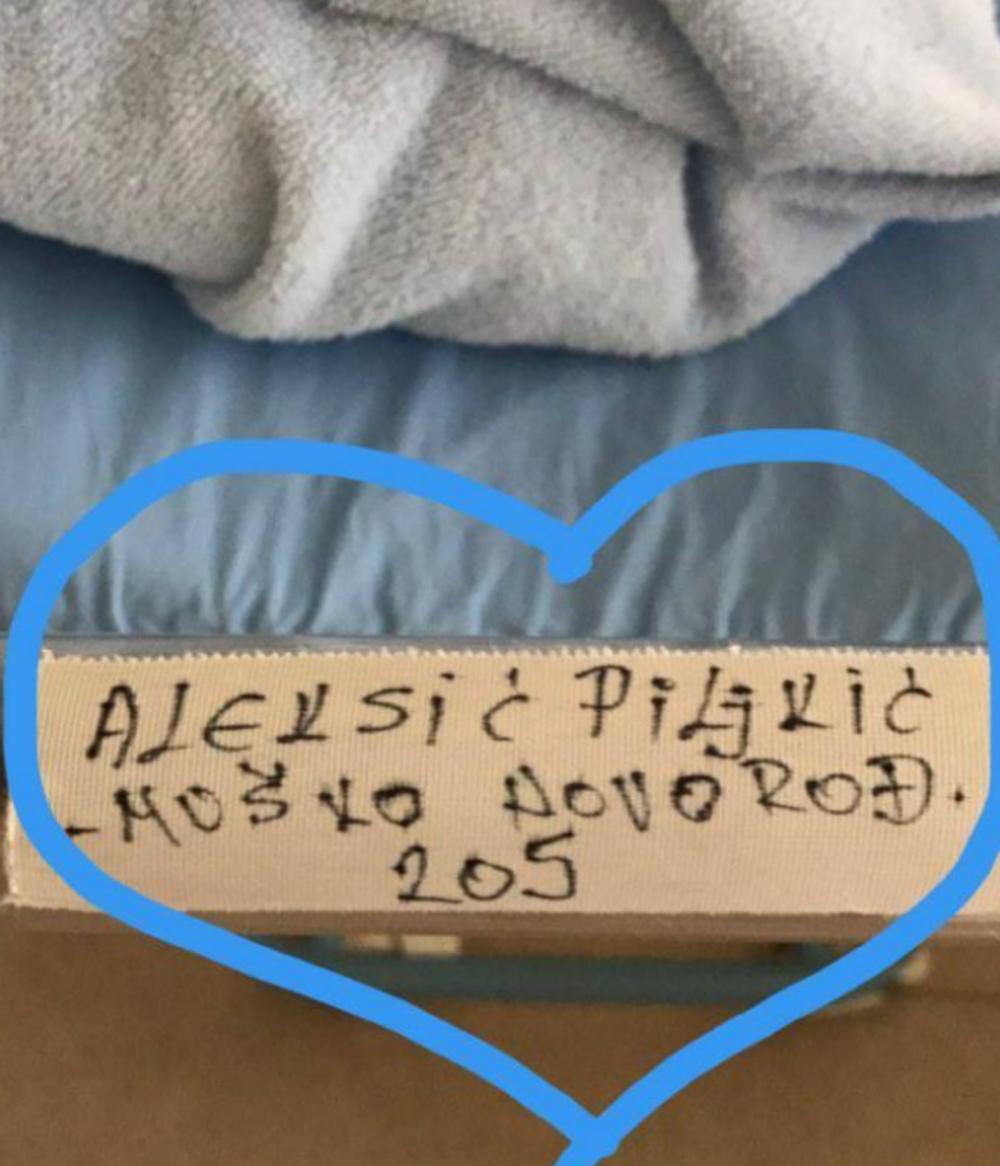 ALEKSić PiLjKić
-MUŠKO NOVOROĐ.
205